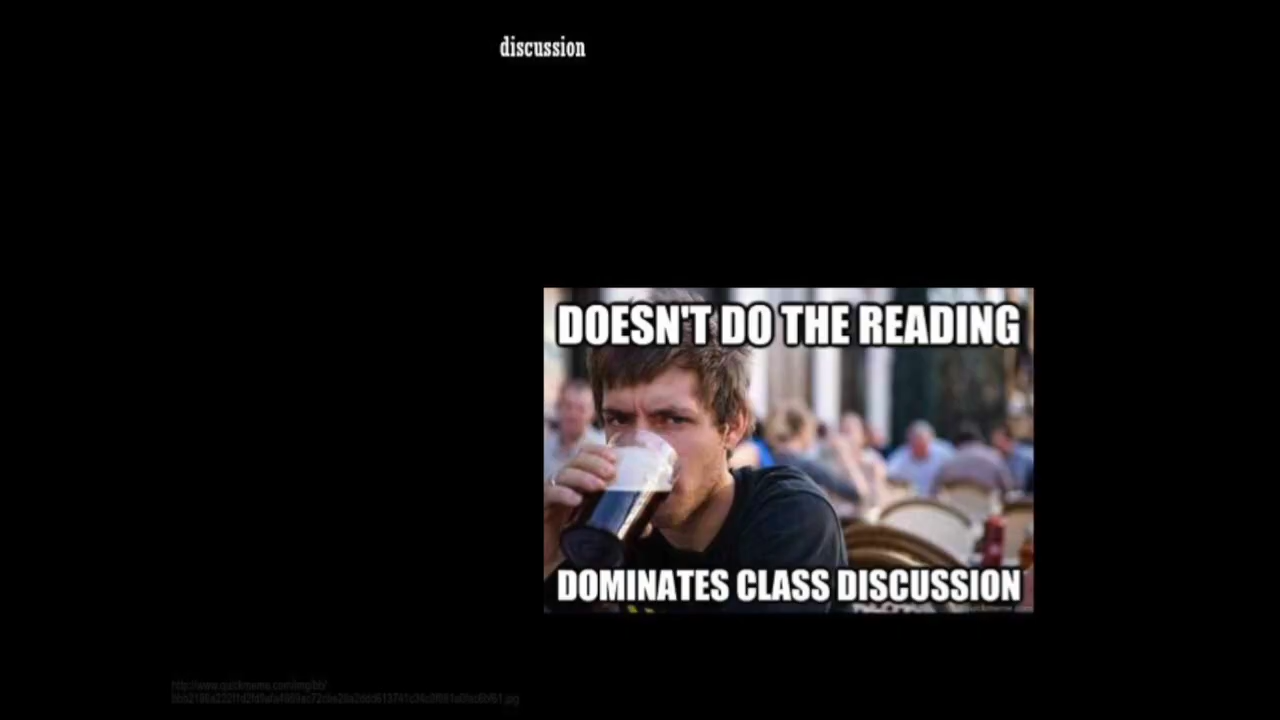 discussion
DOESN'T DO THE READING
DOMINATES CLASS DISCUSSION